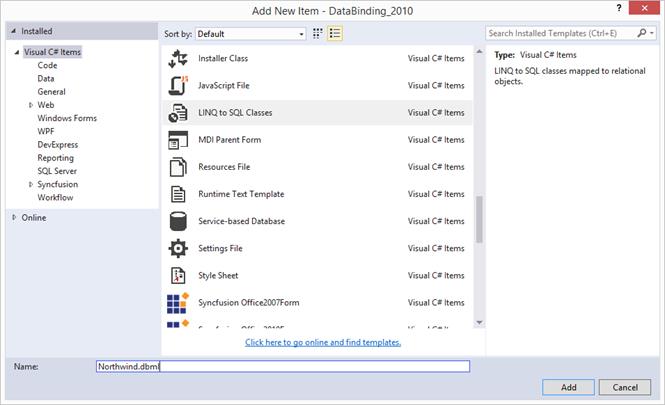 Add New Item - DataBinding_2010
?
Installed
Sort by: Default
Search Installed Templates (Ctrl+E)
Visual C# Items
Code
Data
General
Web
Windows Forms
WPF
DevExpress
Reporting
SQL Server
Syncfusion
Workflow
Online
Installer Class Visual C# Items
JavaScript File Visual C# Items
LINQ to SQL Classes Visual C# Items
MDI Parent Form Visual C# Items
Resources File Visual C# Items
Runtime Text Template Visual C# Items
Service-based Database Visual C# Items
Settings File Visual C# Items
Style Sheet Visual C# Items
Syncfusion Office2007Form Visual C# Items
Click here to go online and find templates.
Type: Visual C# Items
LINQ to SQL classes mapped to relational
objects.
Name: Northwind.dbml
Add Cancel